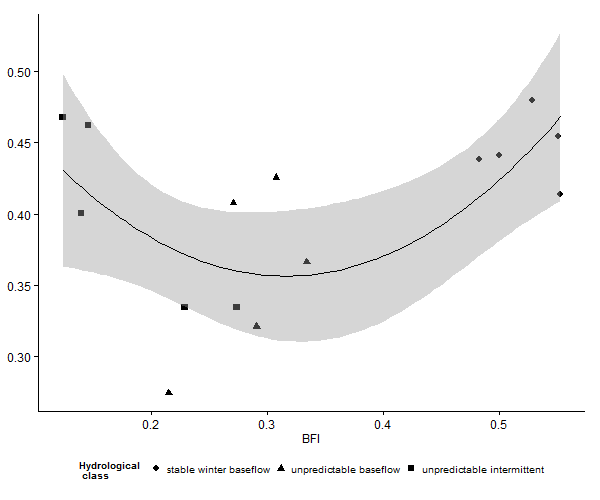 0.50
0.45
0.40
0.35
0.30
0.2 0.3 0.4 0.5
BFI
Hydrological stable winter baseflow unpredictable baseflow unpredictable intermittent
class